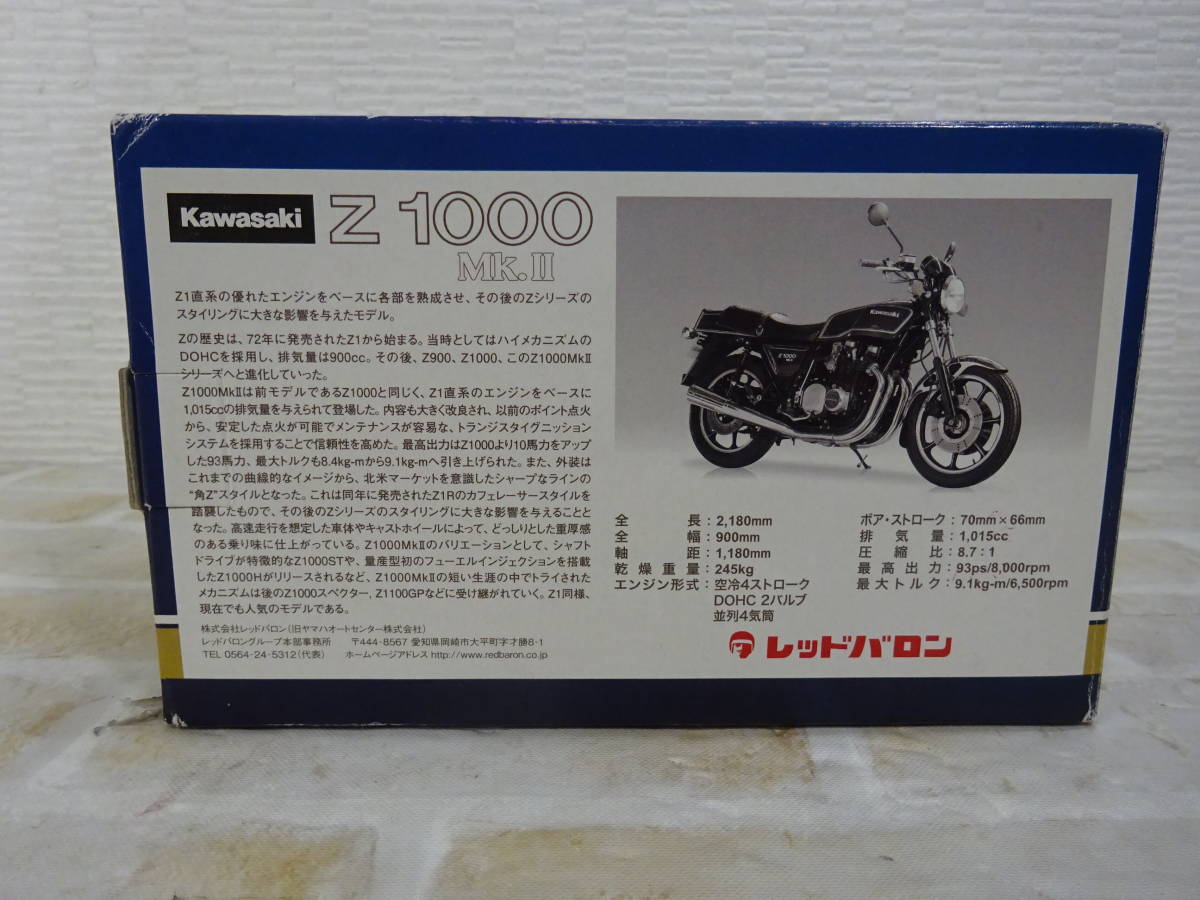 Kawasaki Z 1000
Mk.II
Z1直系の優れたエンジンをベースに各部を熟成させ、その後のZシリーズの
スタイリングに大きな影響を与えたモデル。
Zの歴史は、72年に発売されたZ1から始まる。当時としてはハイメカニズムの
DOHCを採用し、排気量は900cc。その後、Z900、Z1000、このZ1000MkⅡ
シリーズへと進化していった。
Z1000MkⅡは前モデルであるZ1000と同じく、Z1直系のエンジンをベースに
1,015ccの排気量を与えられて登場した。内容も大きく改良され、以前のポイント点火
から、安定した点火が可能でメンテナンスが容易な、トランジスタイグニッション
システムを採用することで信頼性を高めた。最高出力はZ1000より10馬力をアップ
した93馬力、最大トルクも8.4kg-mから9.1kg-mへ引き上げられた。また、外装は
これまでの曲線的なイメージから、北米マーケットを意識したシャープなラインの
“角Z”スタイルとなった。これは同年に発売されたZ1Rのカフェレーサースタイルを
踏襲したもので、その後のZシリーズのスタイリングに大きな影響を与えることと
なった。高速走行を想定した車体やキャストホイールによって、どっしりとした重厚感
のある乗り味に仕上がっている。Z1000MkⅡのバリエーションとして、シャフト
ドライブが特徴的なZ1000STや、量産型初のフューエルインジェクションを搭載
したZ1000Hがリリースされるなど、Z1000MkⅡの短い生涯の中でトライされた
メカニズムは後のZ1000スペクター，Z1100GPなどに受け継がれていく。Z1同様、
現在でも人気のモデルである。
株式会社レッドバロン（旧ヤマハオートセンター株式会社）
レッドバロングループ本部事務所　〒444-8567 愛知県岡崎市大平町字才勝8-1
TEL 0564-24-5312（代表）　ホームページアドレス http://www.redbaron.co.jp
Kawasaki
Z1000
全長：2,180mm
全幅：900mm
軸距：1,180mm
乾燥重量：245kg
エンジン形式：空冷4ストローク
DOHC 2バルブ
並列4気筒
ボア・ストローク：70mm×66mm
排気量：1,015cc
圧縮比：8.7：1
最高出力：93ps/8,000rpm
最大トルク：9.1kg-m/6,500rpm
レッドバロン